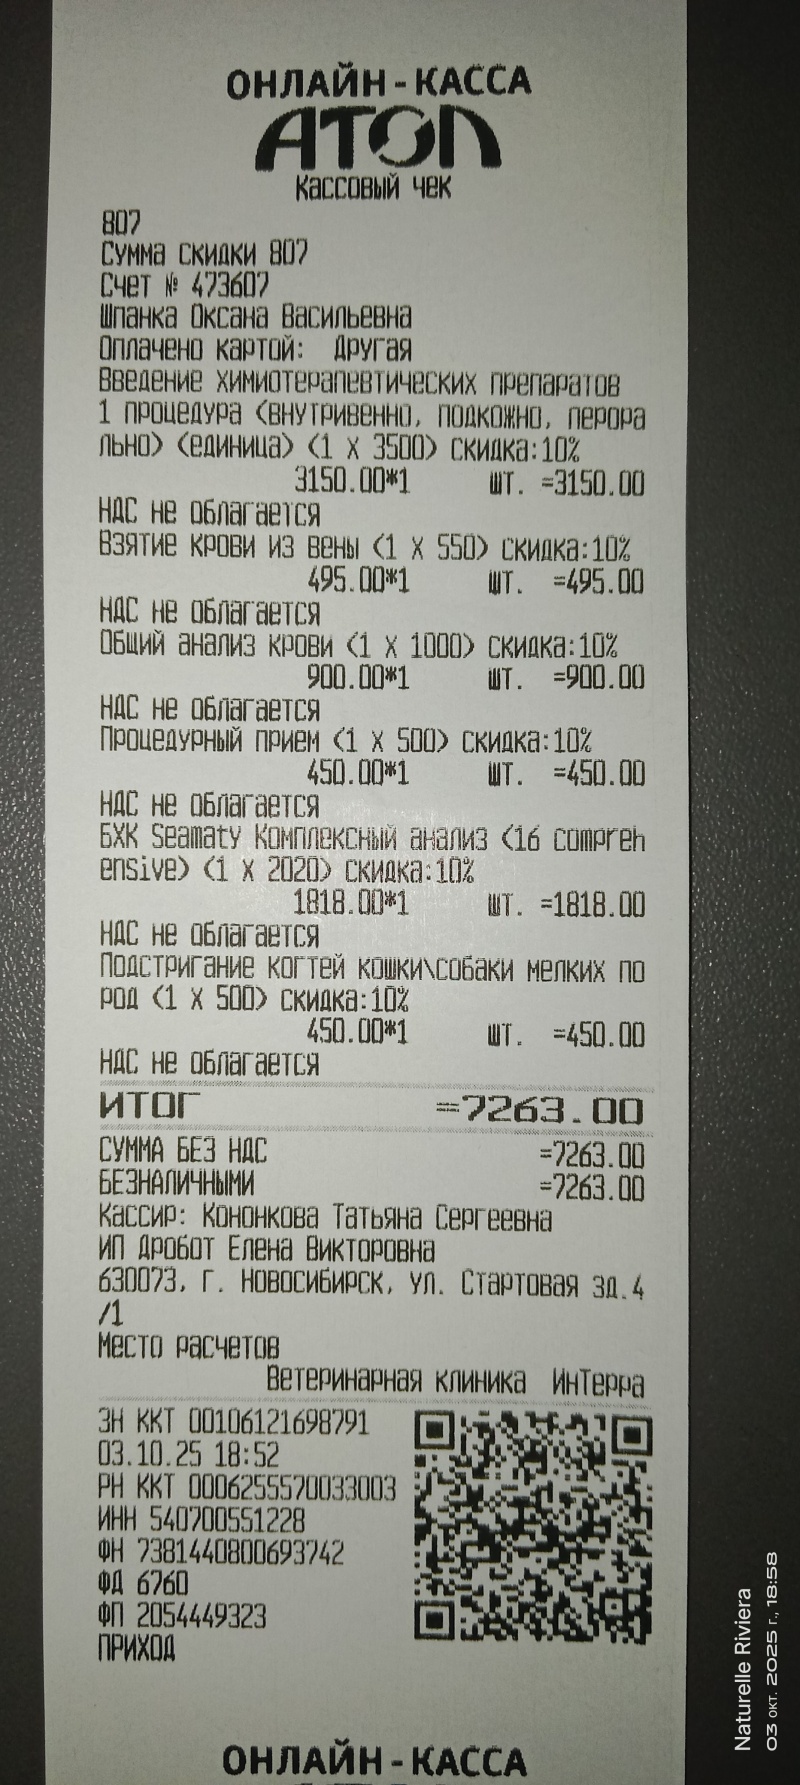 ОНЛАЙН-КАССА
АТОЛ
Кассовый чек
807
Сумма скидки 807
Счет № 473607
Шпанка Оксана Васильевна
Оплачено картой: Другая
Введение химиотерапевтических препаратов
1 процедура (внутривенно, подкожно, перора
льно) (единица) (1 X 3500) скидка:10%
3150.00*1 шт. =3150.00
НДС не облагается
Взятие крови из вены (1 X 550) скидка:10%
495.00*1 шт. =495.00
НДС не облагается
Общий анализ крови (1 X 1000) скидка:10%
900.00*1 шт. =900.00
НДС не облагается
Процедурный прием (1 X 500) скидка:10%
450.00*1 шт. =450.00
НДС не облагается
БХК Seamaty Комплексный анализ (16 compreh
ensive) (1 X 2020) скидка:10%
1818.00*1 шт. =1818.00
НДС не облагается
Подстригание когтей кошки\собаки мелких по
род (1 X 500) скидка:10%
450.00*1 шт. =450.00
НДС не облагается
ИТОГ =7263.00
СУММА БЕЗ НДС =7263.00
БЕЗНАЛИЧНЫМИ =7263.00
Кассир: Кононкова Татьяна Сергеевна
ИП Дробот Елена Викторовна
630073, Г. Новосибирск, ул. Стартовая зд.4
/1
Место расчетов
Ветеринарная клиника ИнТерра
ЗН ККТ 00106121698791
03.10.25 18:52
РН ККТ 0006255570033003
ИНН 540700551228
ФН 7381440800693742
ФД 6760
ФП 2054449323
ПРИХОД
ОНЛАЙН-КАССА
Naturelle Riviera
03 окт. 2025 г., 18:58